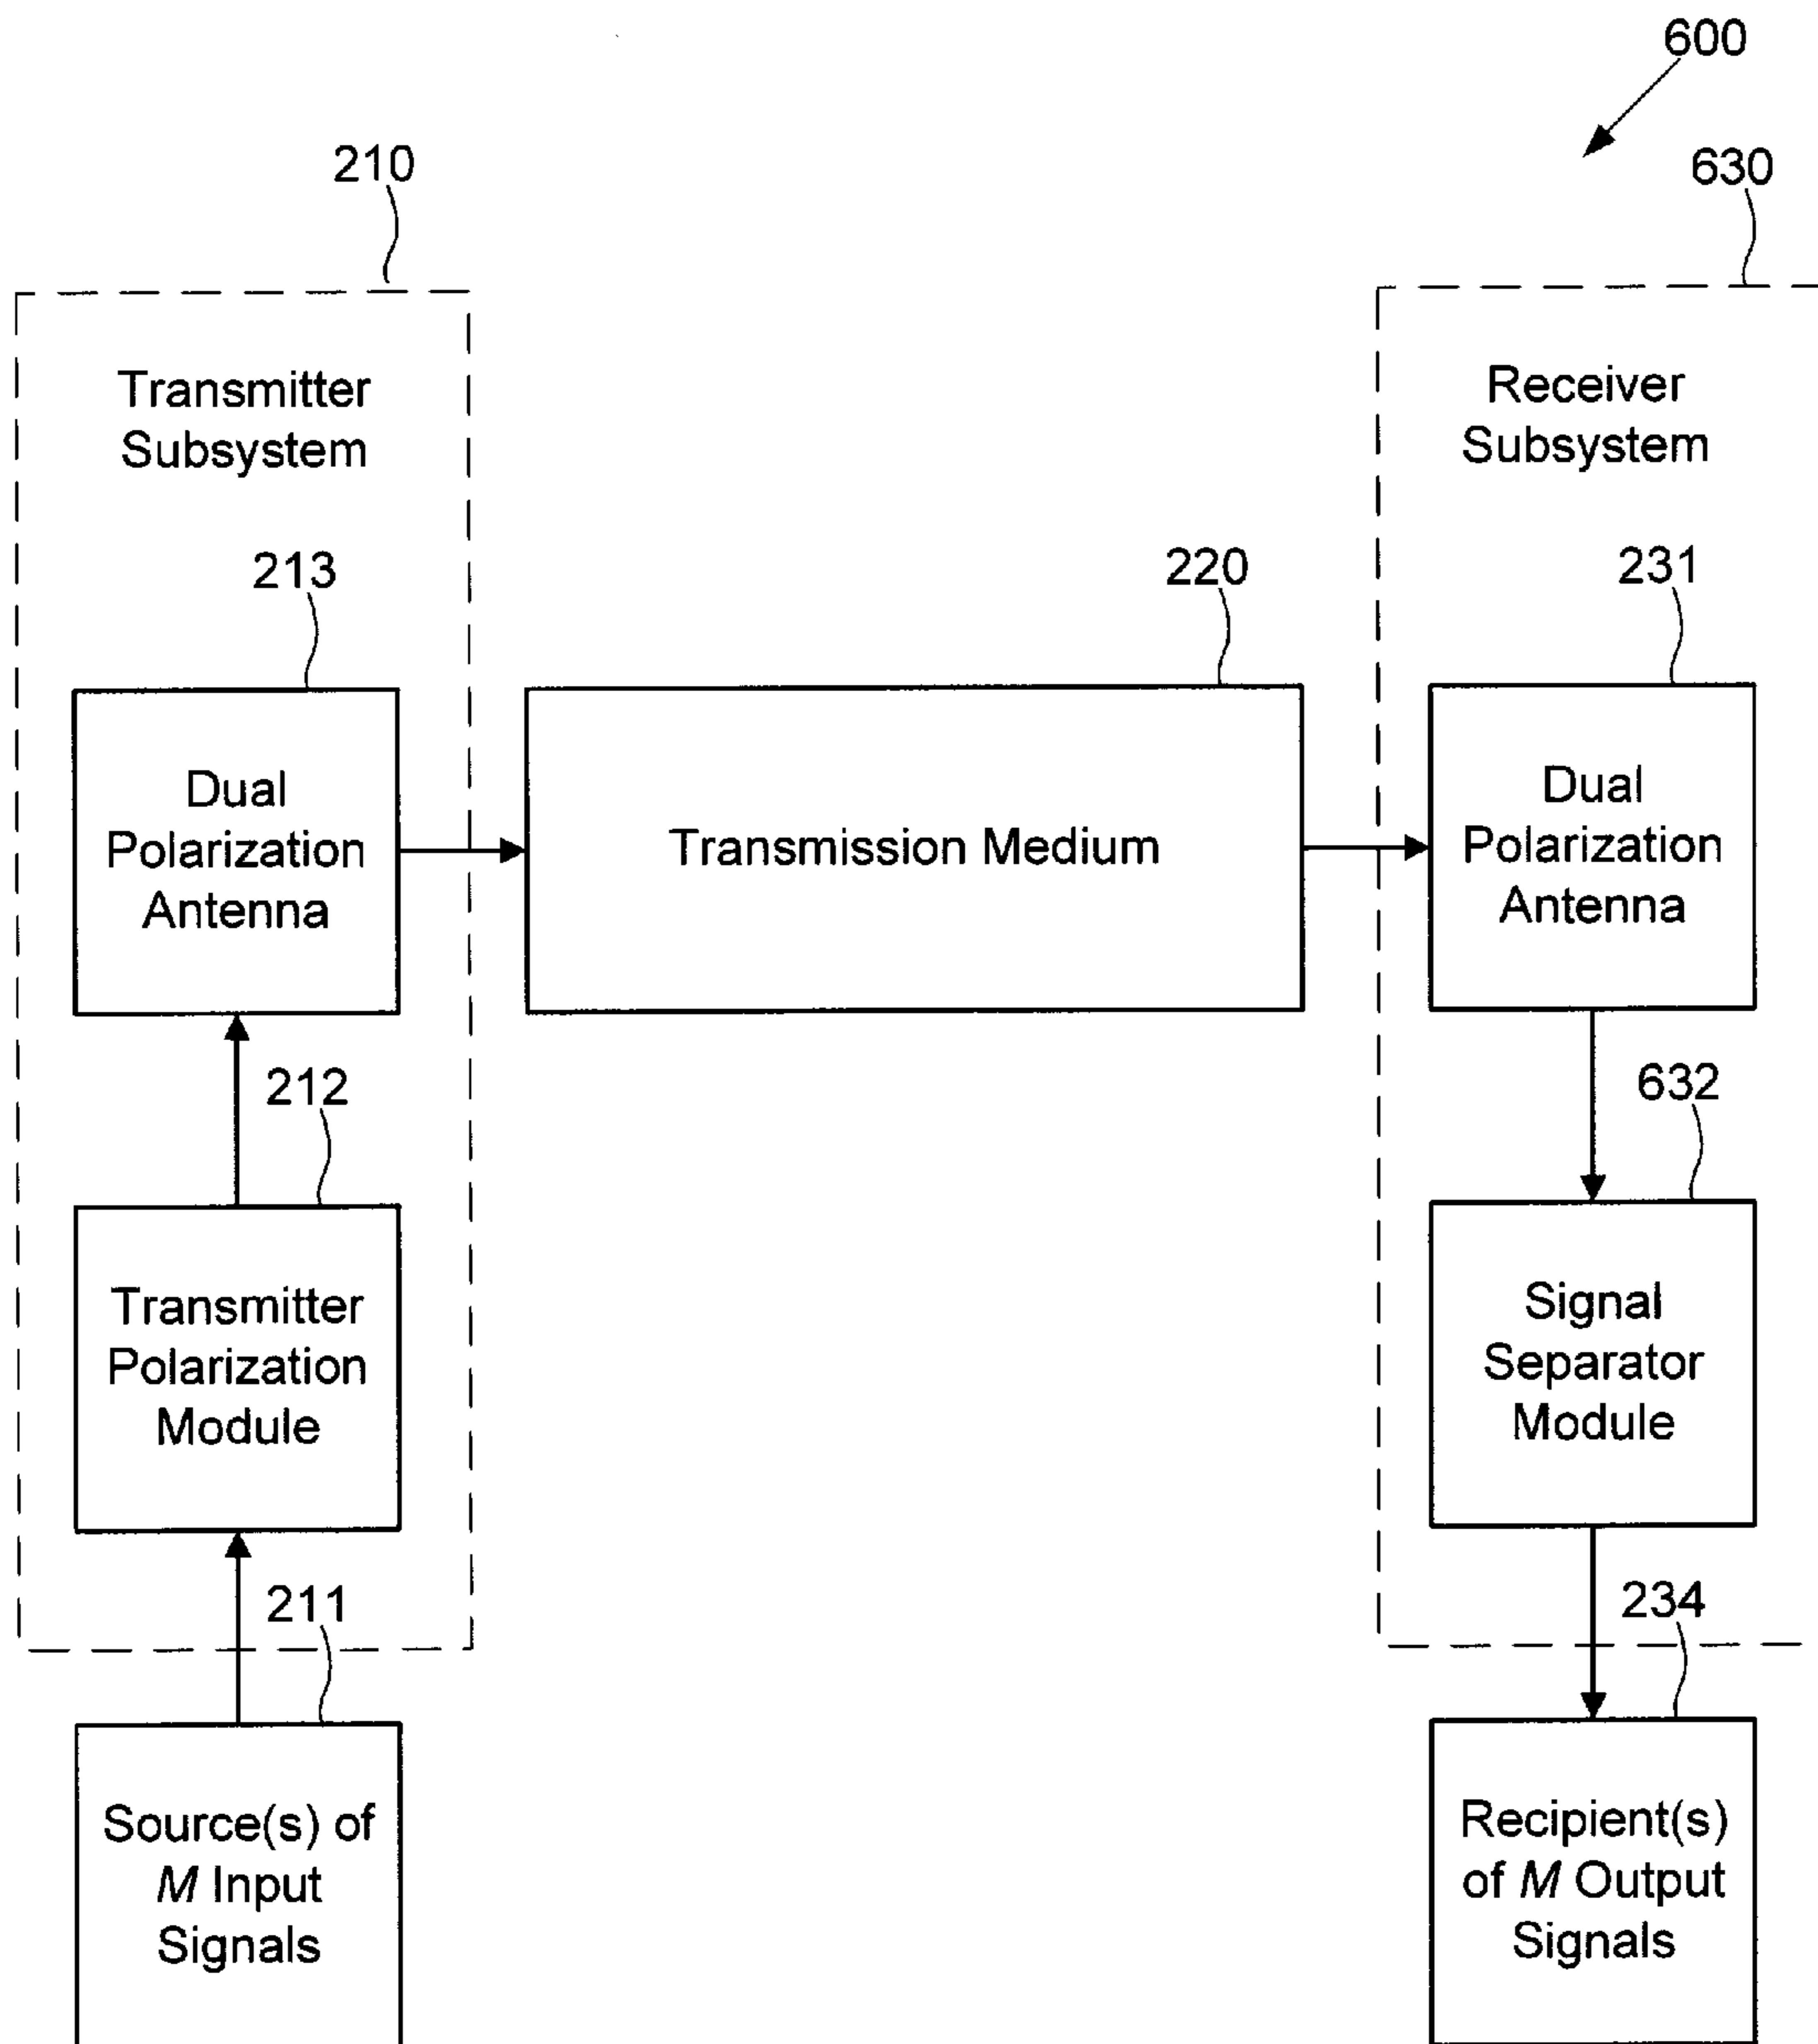 600
210
630
Transmitter
Subsystem
Receiver
Subsystem
213
220
231
Dual
Polarization
Antenna
Transmission Medium
Dual
Polarization
Antenna
212
632
Transmitter
Polarization
Module
Signal
Separator
Module
211
234
Source(s) of
M Input
Signals
Recipient(s)
of M Output
Signals